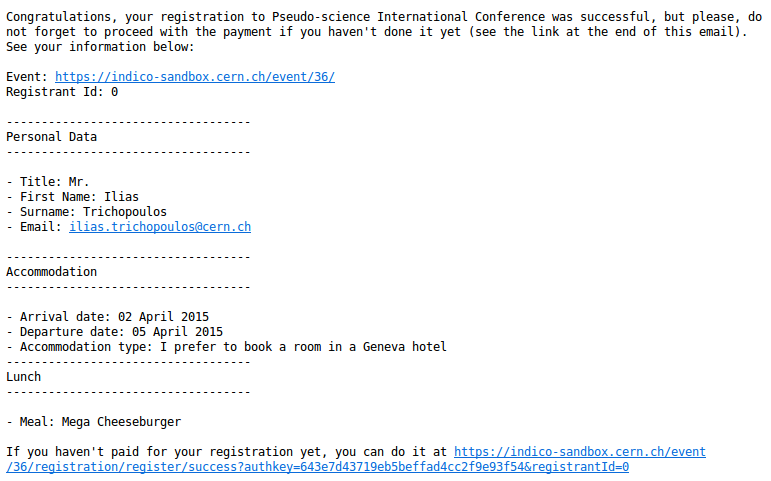 Congratulations, your registration to Pseudo-science International Conference was successful, but please, do
not forget to proceed with the payment if you haven't done it yet (see the link at the end of this email).
See your information below:
Event: https://indico-sandbox.cern.ch/event/36/
Registrant Id: 0
-----------------------------------
Personal Data
-----------------------------------
- Title: Mr.
- First Name: Ilias
- Surname: Trichopoulos
- Email: ilias.trichopoulos@cern.ch
-----------------------------------
Accommodation
-----------------------------------
- Arrival date: 02 April 2015
- Departure date: 05 April 2015
- Accommodation type: I prefer to book a room in a Geneva hotel
-----------------------------------
Lunch
-----------------------------------
- Meal: Mega Cheeseburger
If you haven't paid for your registration yet, you can do it at https://indico-sandbox.cern.ch/event
/36/registration/register/success?authkey=643e7d43719eb5beffad4cc2f9e93f54&registrantId=0